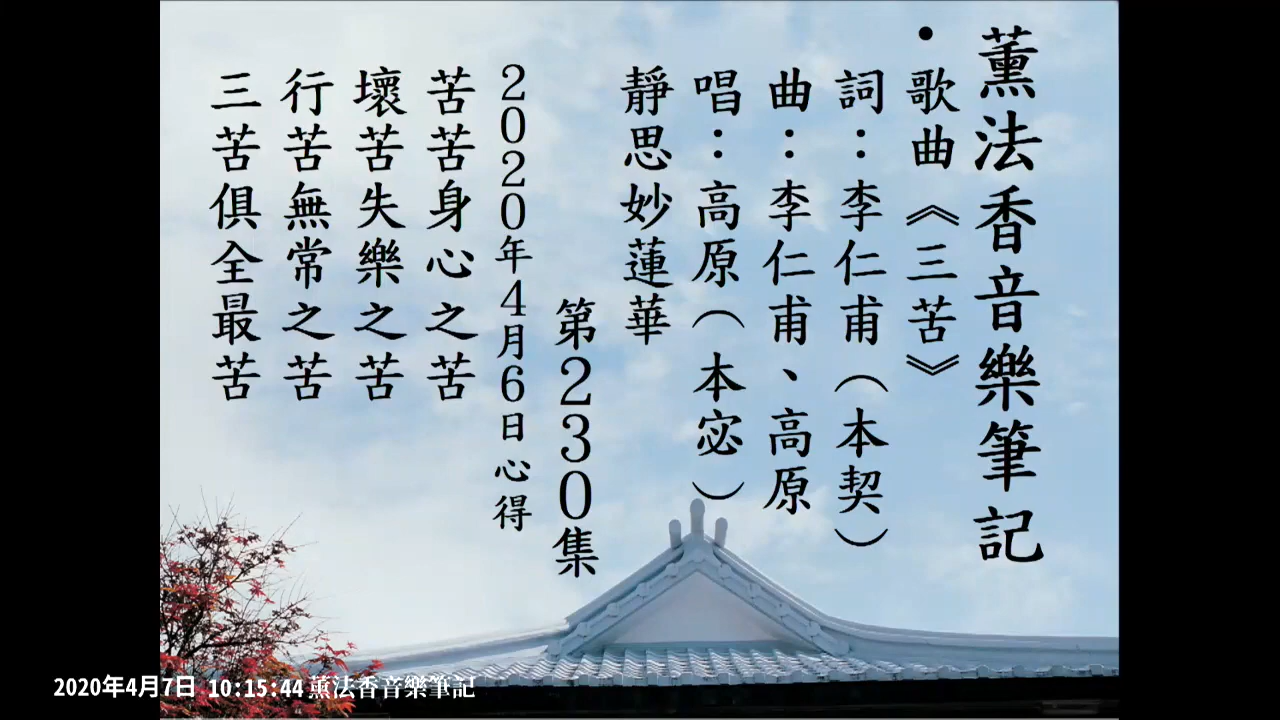 薰法香音樂筆記
•歌曲《三苦》
詞：李仁甫（本契）
曲：李仁甫、高原
唱：高原（本宓）
靜思妙蓮華
第230集
2020年4月6日心得
苦苦身心之苦
壞苦失樂之苦
行苦無常之苦
三苦俱全最苦
2020年4月7日 10:15:44 薰法香音樂筆記